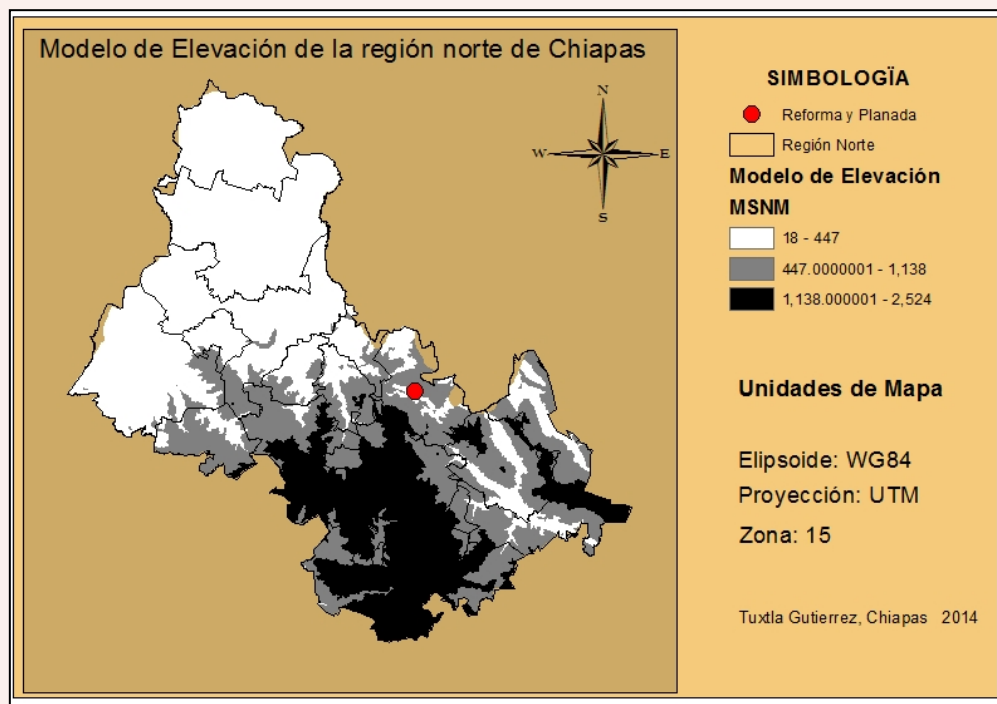 Modelo de Elevación de la región norte de Chiapas
N
W
E
S
SIMBOLOGÏA
Reforma y Planada
Región Norte
Modelo de Elevación
MSNM
18 - 447
447.0000001 - 1,138
1,138.000001 - 2,524
Unidades de Mapa
Elipsoide: WG84
Proyección: UTM
Zona: 15
Tuxtla Gutierrez, Chiapas 2014